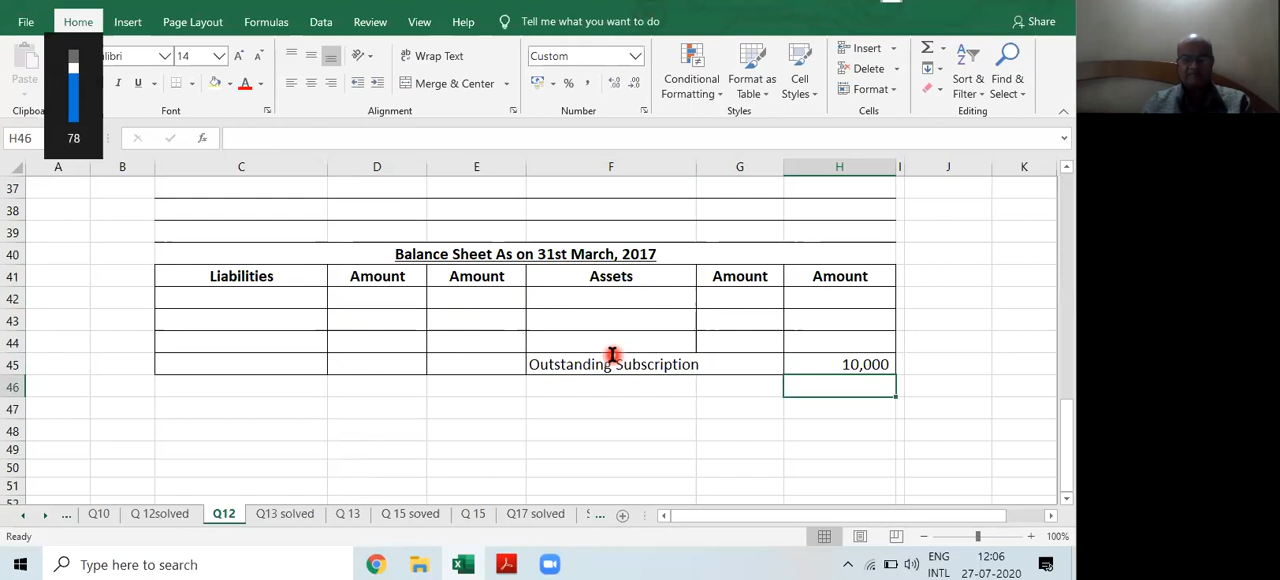 File Home Insert Page Layout Formulas Data Review View Help Tell me what you want to do Share
Paste
alibri 14 A A
Wrap Text
Custom
Insert
I U A
Merge & Center
% ,
Conditional Formatting
Format as Table
Cell Styles
Delete
Format
Sort & Filter
Find & Select
Clipboa Font Alignment Number Styles Cells Editing
78
H46 fx
A B C D E F G H I J K
37
38
39
40 Balance Sheet As on 31st March, 2017
41 Liabilities Amount Amount Assets Amount Amount
42
43
44
45 Outstanding Subscription 10,000
46
47
48
49
50
51
52
... Q10 Q 12solved Q12 Q13 solved Q 13 Q 15 soved Q 15 Q17 solved ...
Ready 100%
Type here to search
ENG
INTL
12:06
27-07-2020